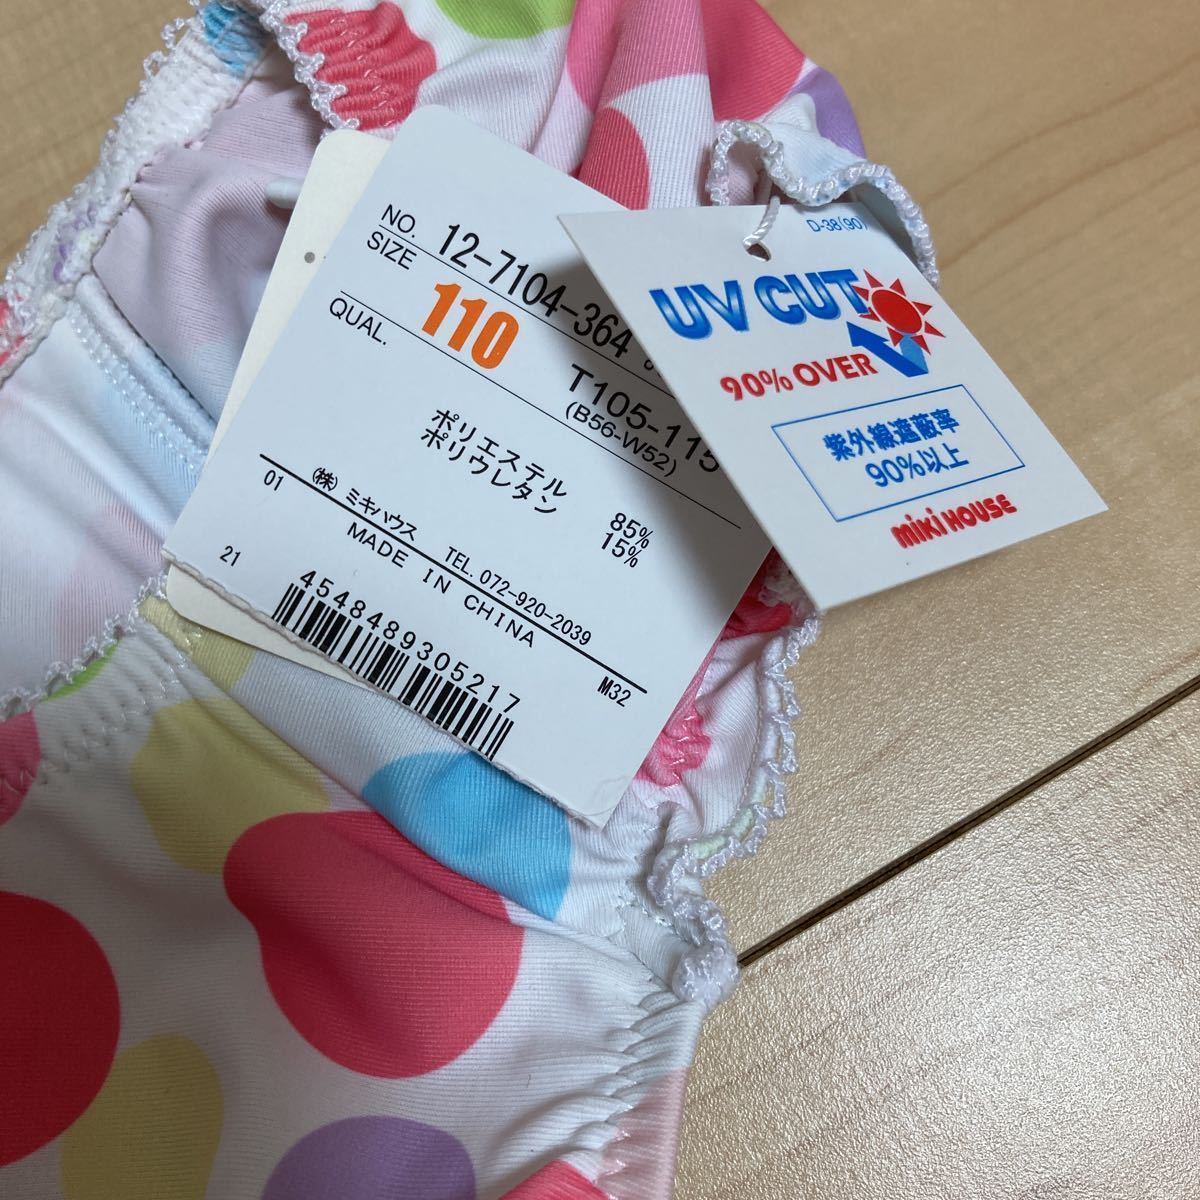 NO. 12-7104-364
SIZE 110
T105-115
(B56-W52)
QUAL.
ポリエステル 85%
ポリウレタン 15%
01 ㈱ ミキハウス TEL.072-920-2039
MADE IN CHINA
21 M32
4548489305217
D-38(90)
UV CUT
90% OVER
紫外線遮蔽率
90%以上
miki HOUSE